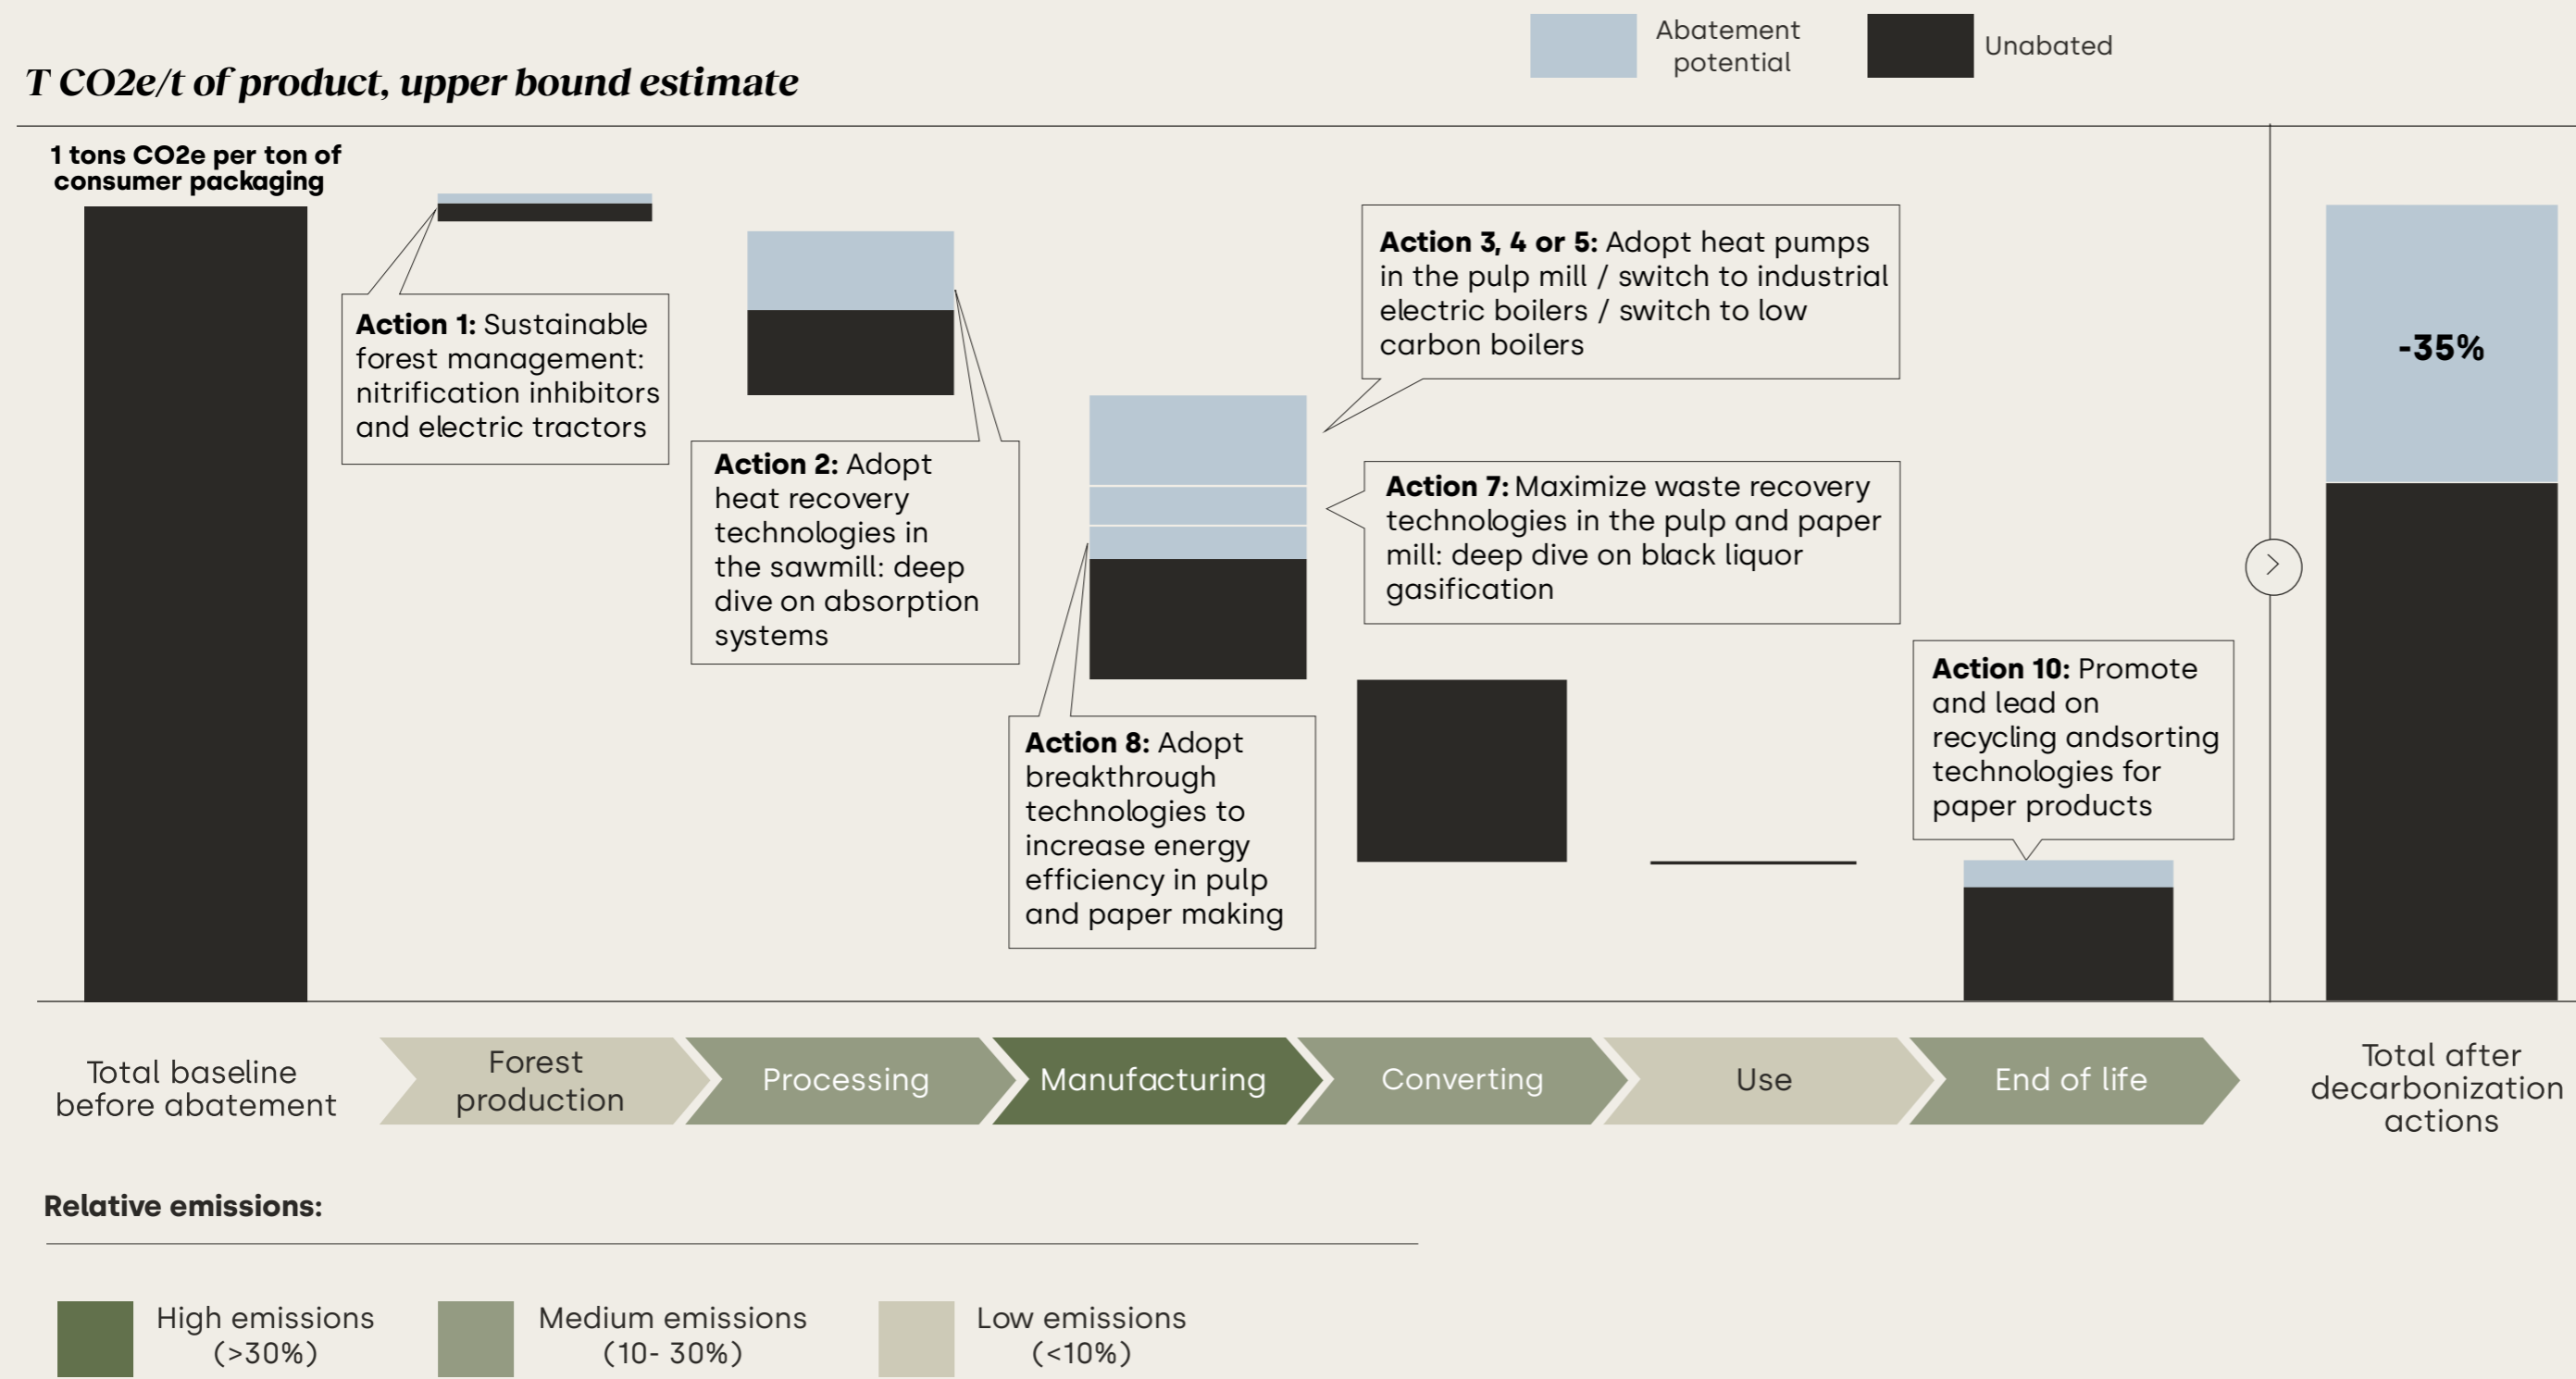 Abatement
potential
Unabated
T CO2e/t of product, upper bound estimate
1 tons CO2e per ton of
consumer packaging
Action 1: Sustainable
forest management:
nitrification inhibitors
and electric tractors
Action 2: Adopt
heat recovery
technologies in
the sawmill: deep
dive on absorption
systems
Action 3, 4 or 5: Adopt heat pumps
in the pulp mill / switch to industrial
electric boilers / switch to low
carbon boilers
Action 7: Maximize waste recovery
technologies in the pulp and paper
mill: deep dive on black liquor
gasification
Action 8: Adopt
breakthrough
technologies to
increase energy
efficiency in pulp
and paper making
Action 10: Promote
and lead on
recycling andsorting
technologies for
paper products
-35%
Total baseline
before abatement
Forest
production
Processing
Manufacturing
Converting
Use
End of life
Total after
decarbonization
actions
Relative emissions:
High emissions
(>30%)
Medium emissions
(10- 30%)
Low emissions
(<10%)